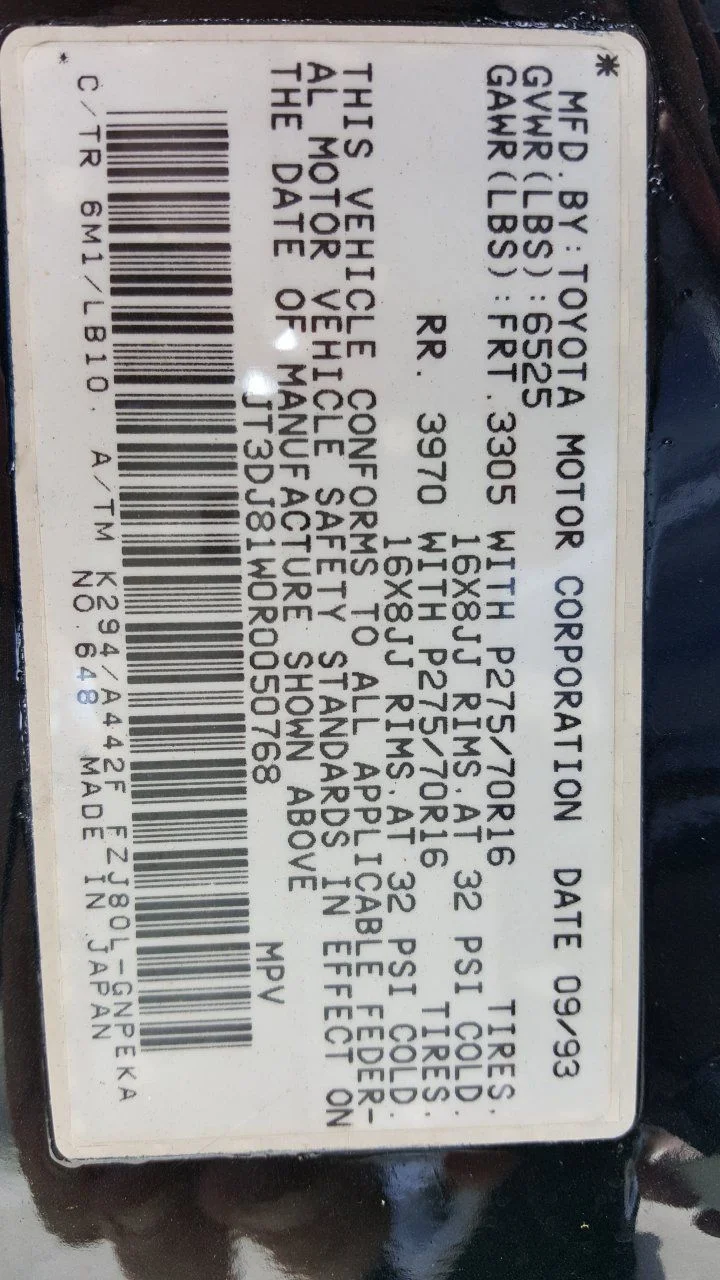 *
MFD.BY:TOYOTA MOTOR CORPORATION DATE 09/93
GVWR(LBS):6525
GAWR(LBS):FRT.3305 WITH P275/70R16 TIRES.
16X8JJ RIMS.AT 32 PSI COLD.
RR. 3970 WITH P275/70R16 TIRES.
16X8JJ RIMS.AT 32 PSI COLD.
THIS VEHICLE CONFORMS TO ALL APPLICABLE FEDER-
AL MOTOR VEHICLE SAFETY STANDARDS IN EFFECT ON
THE DATE OF MANUFACTURE SHOWN ABOVE
JT3DJ81W0R0050768 MPV
C/TR 6M1/LB10. A/TM K294/A442F FZJ80L-GNPEKA
* NO.648 MADE IN JAPAN